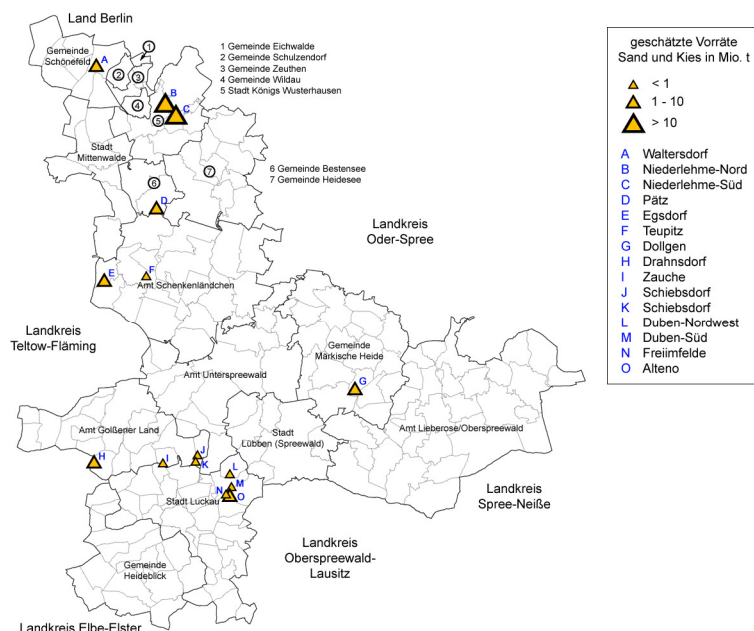 Land Berlin
Gemeinde
Schönefeld
A
1
2
3
4
5
B
C
1 Gemeinde Eichwalde
2 Gemeinde Schulzendorf
3 Gemeinde Zeuthen
4 Gemeinde Wildau
5 Stadt Königs Wusterhausen
Stadt
Mittenwalde
6
7
D
6 Gemeinde Bestensee
7 Gemeinde Heidesee
Landkreis
Oder-Spree
E
F
Amt Schenkenländchen
Landkreis
Teltow-Fläming
Gemeinde
Märkische Heide
Amt Unterspreewald
G
Amt Golßener Land
Stadt
Lübben (Spreewald)
Amt Lieberose/Oberspreewald
H
I
J
K
L
M
N
O
Stadt Luckau
Landkreis
Spree-Neiße
Landkreis
Oberspreewald-
Lausitz
Gemeinde
Heideblick
Landkreis Elbe-Elster
geschätzte Vorräte
Sand und Kies in Mio. t
< 1
1 - 10
> 10
A Waltersdorf
B Niederlehme-Nord
C Niederlehme-Süd
D Pätz
E Egsdorf
F Teupitz
G Dollgen
H Drahnsdorf
I Zauche
J Schiebsdorf
K Schiebsdorf
L Duben-Nordwest
M Duben-Süd
N Freiimfelde
O Alteno